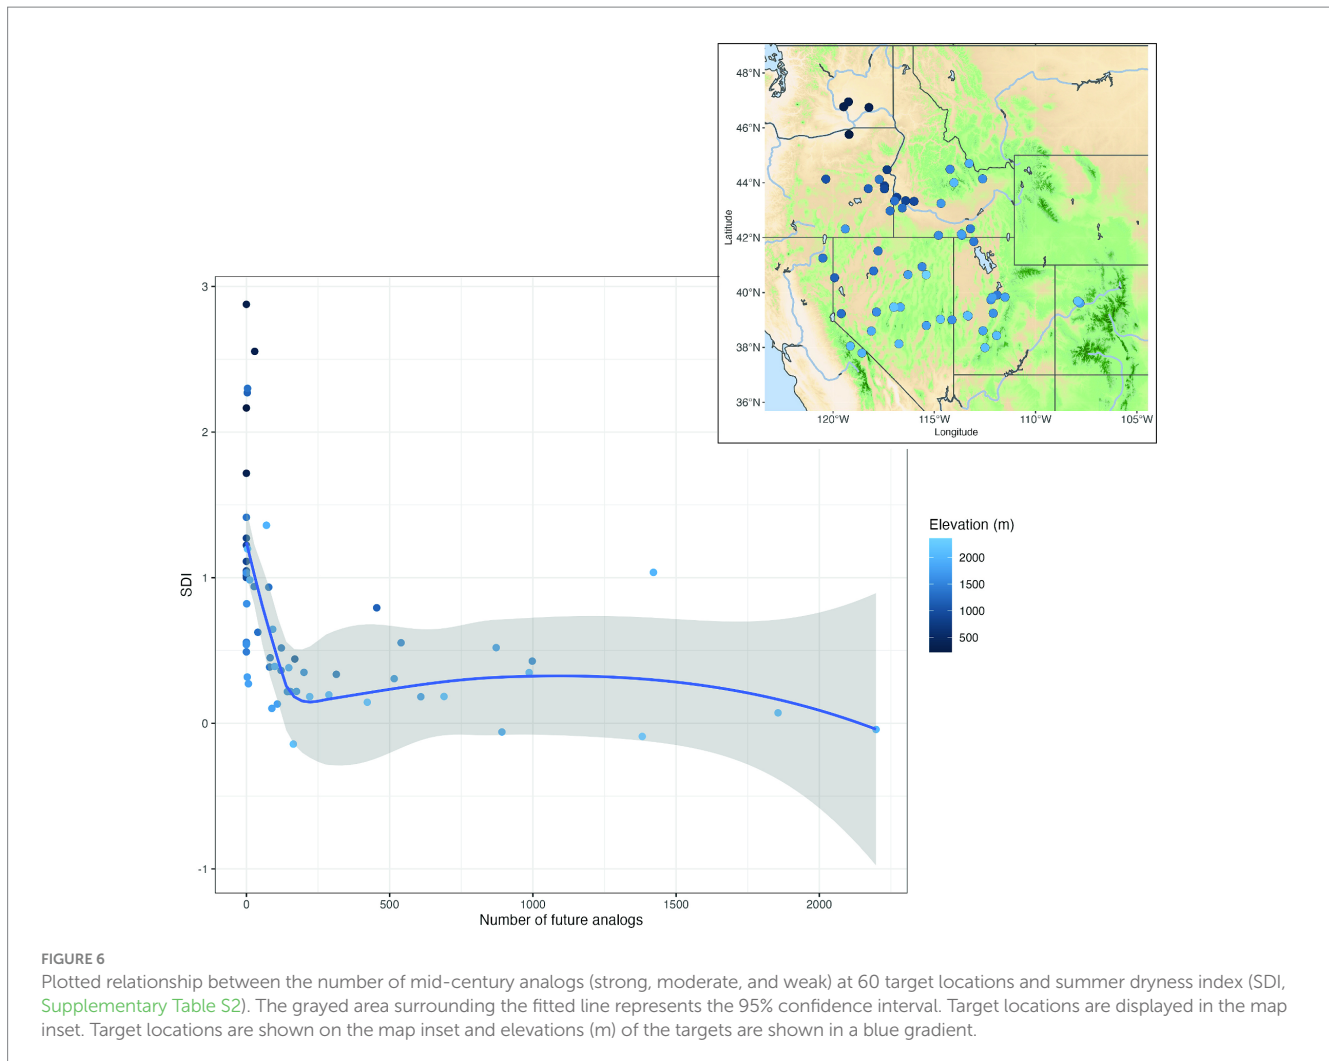 48°N
46°N
44°N
42°N
40°N
38°N
36°N
Latitude
120°W
115°W
110°W
105°W
Longitude
3
2
1
0
-1
SDI
0
500
1000
1500
2000
Number of future analogs
Elevation (m)
2000
1500
1000
500
FIGURE 6
Plotted relationship between the number of mid-century analogs (strong, moderate, and weak) at 60 target locations and summer dryness index (SDI,
Supplementary Table S2). The grayed area surrounding the fitted line represents the 95% confidence interval. Target locations are displayed in the map
inset. Target locations are shown on the map inset and elevations (m) of the targets are shown in a blue gradient.